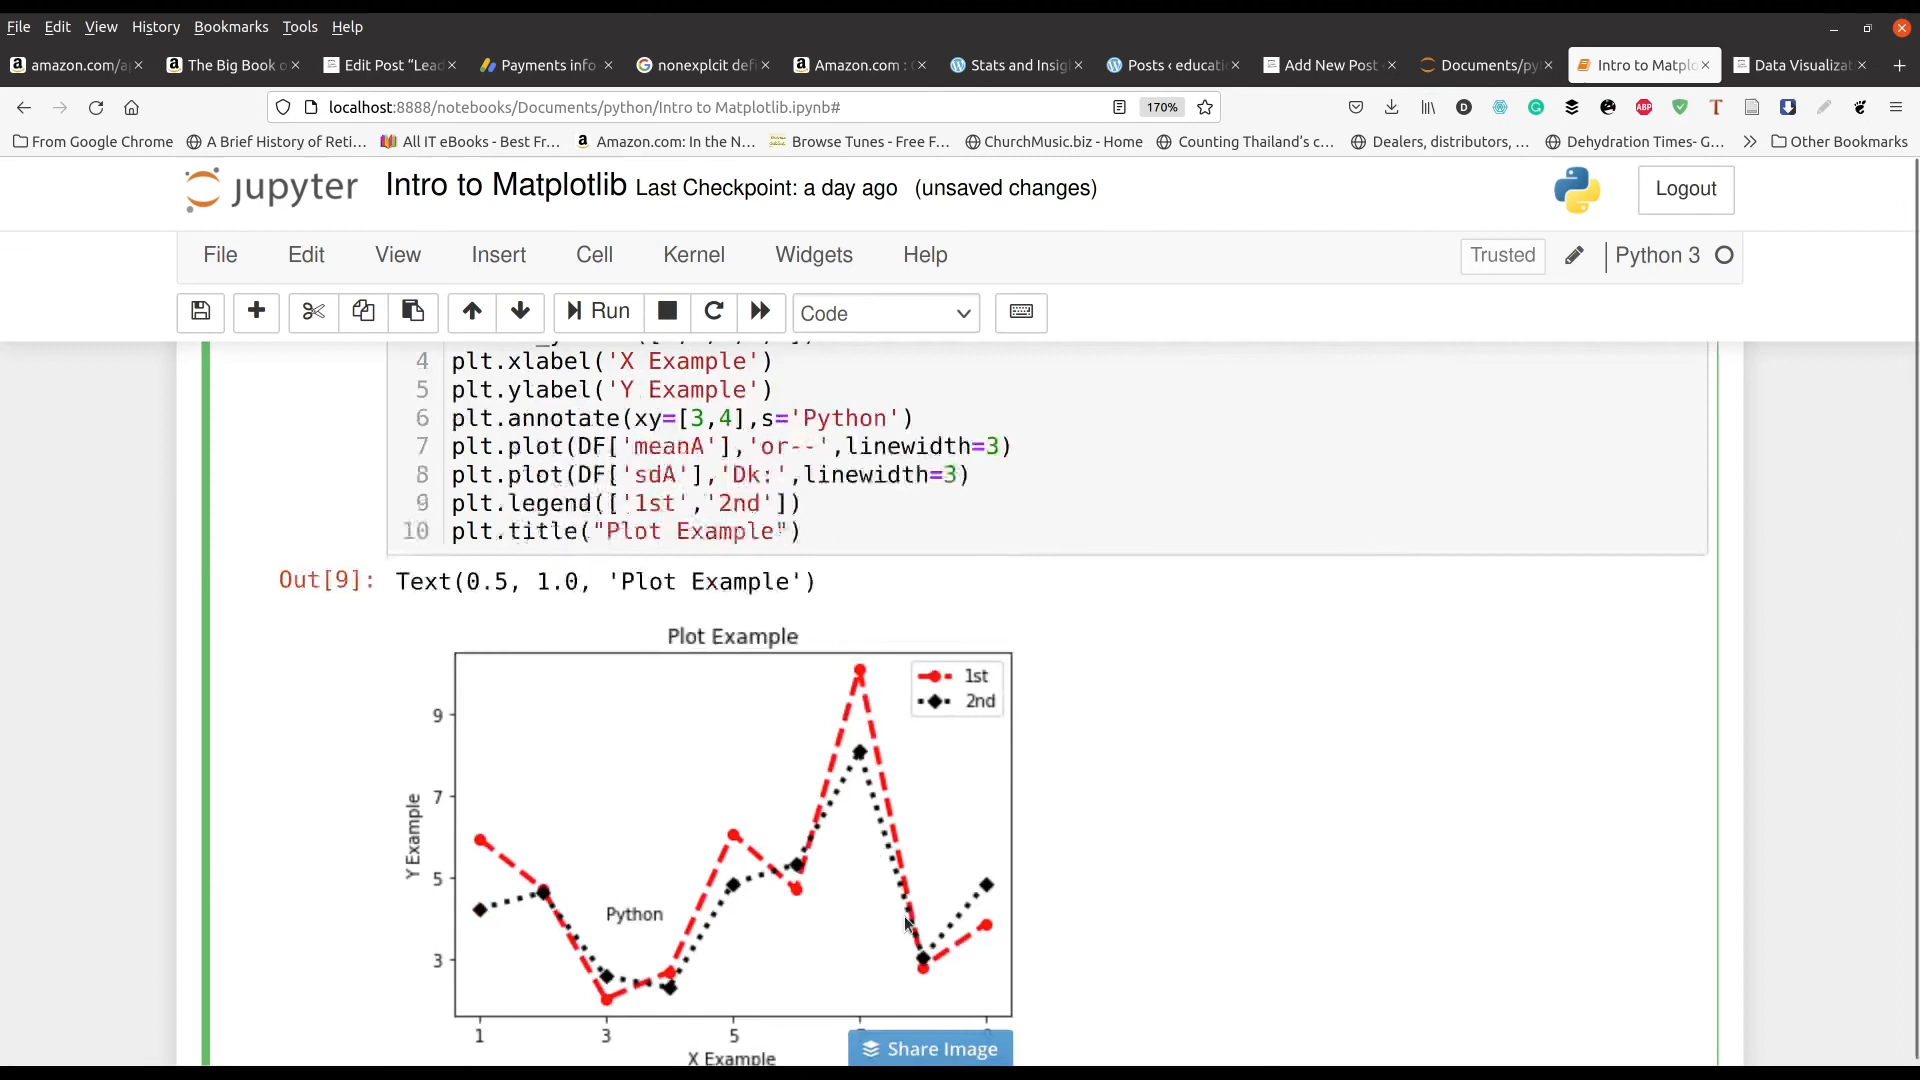 File Edit View History Bookmarks Tools Help
amazon.com/a The Big Book o Edit Post “Lead Payments info nonexplcit def Amazon.com : Stats and Insig Posts ‹ educati Add New Post Documents/py Intro to Matplo Data Visualizat
localhost:8888/notebooks/Documents/python/Intro to Matplotlib.ipynb# 170%
From Google Chrome A Brief History of Reti... All IT eBooks - Best Fr... Amazon.com: In the N... Browse Tunes - Free F... ChurchMusic.biz - Home Counting Thailand’s c... Dealers, distributors, ... Dehydration Times- G... Other Bookmarks
jupyter Intro to Matplotlib Last Checkpoint: a day ago (unsaved changes) Logout
File Edit View Insert Cell Kernel Widgets Help Trusted Python 3
Run Code
4 plt.xlabel('X Example')
5 plt.ylabel('Y Example')
6 plt.annotate(xy=[3,4],s='Python')
7 plt.plot(DF['meanA'],'or--',linewidth=3)
8 plt.plot(DF['sdA'],'Dk:',linewidth=3)
9 plt.legend(['1st','2nd'])
10 plt.title("Plot Example")
Out[9]: Text(0.5, 1.0, 'Plot Example')
Plot Example
1st
2nd
9
7
5
3
Y Example
Python
1 3 5
X Example
Share Image